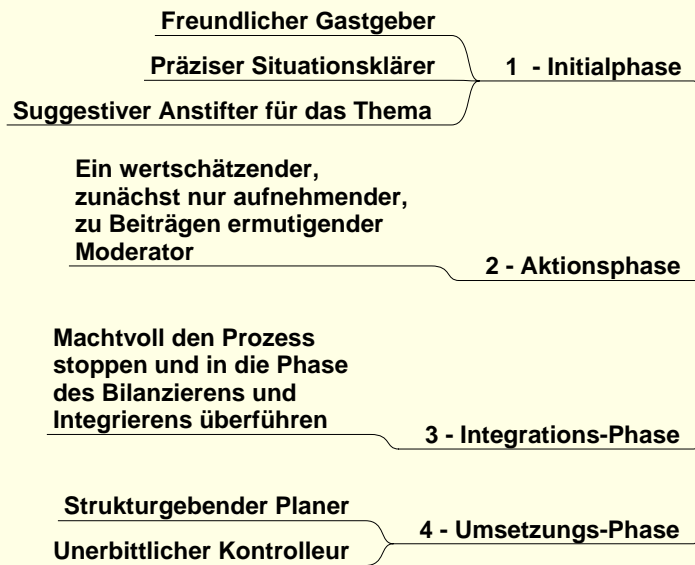 Freundlicher Gastgeber
Präziser Situationsklärer
Suggestiver Anstifter für das Thema
1 - Initialphase
Ein wertschätzender,
zunächst nur aufnehmender,
zu Beiträgen ermutigender
Moderator
2 - Aktionsphase
Machtvoll den Prozess
stoppen und in die Phase
des Bilanzierens und
Integrierens überführen
3 - Integrations-Phase
Strukturgebender Planer
Unerbittlicher Kontrolleur
4 - Umsetzungs-Phase